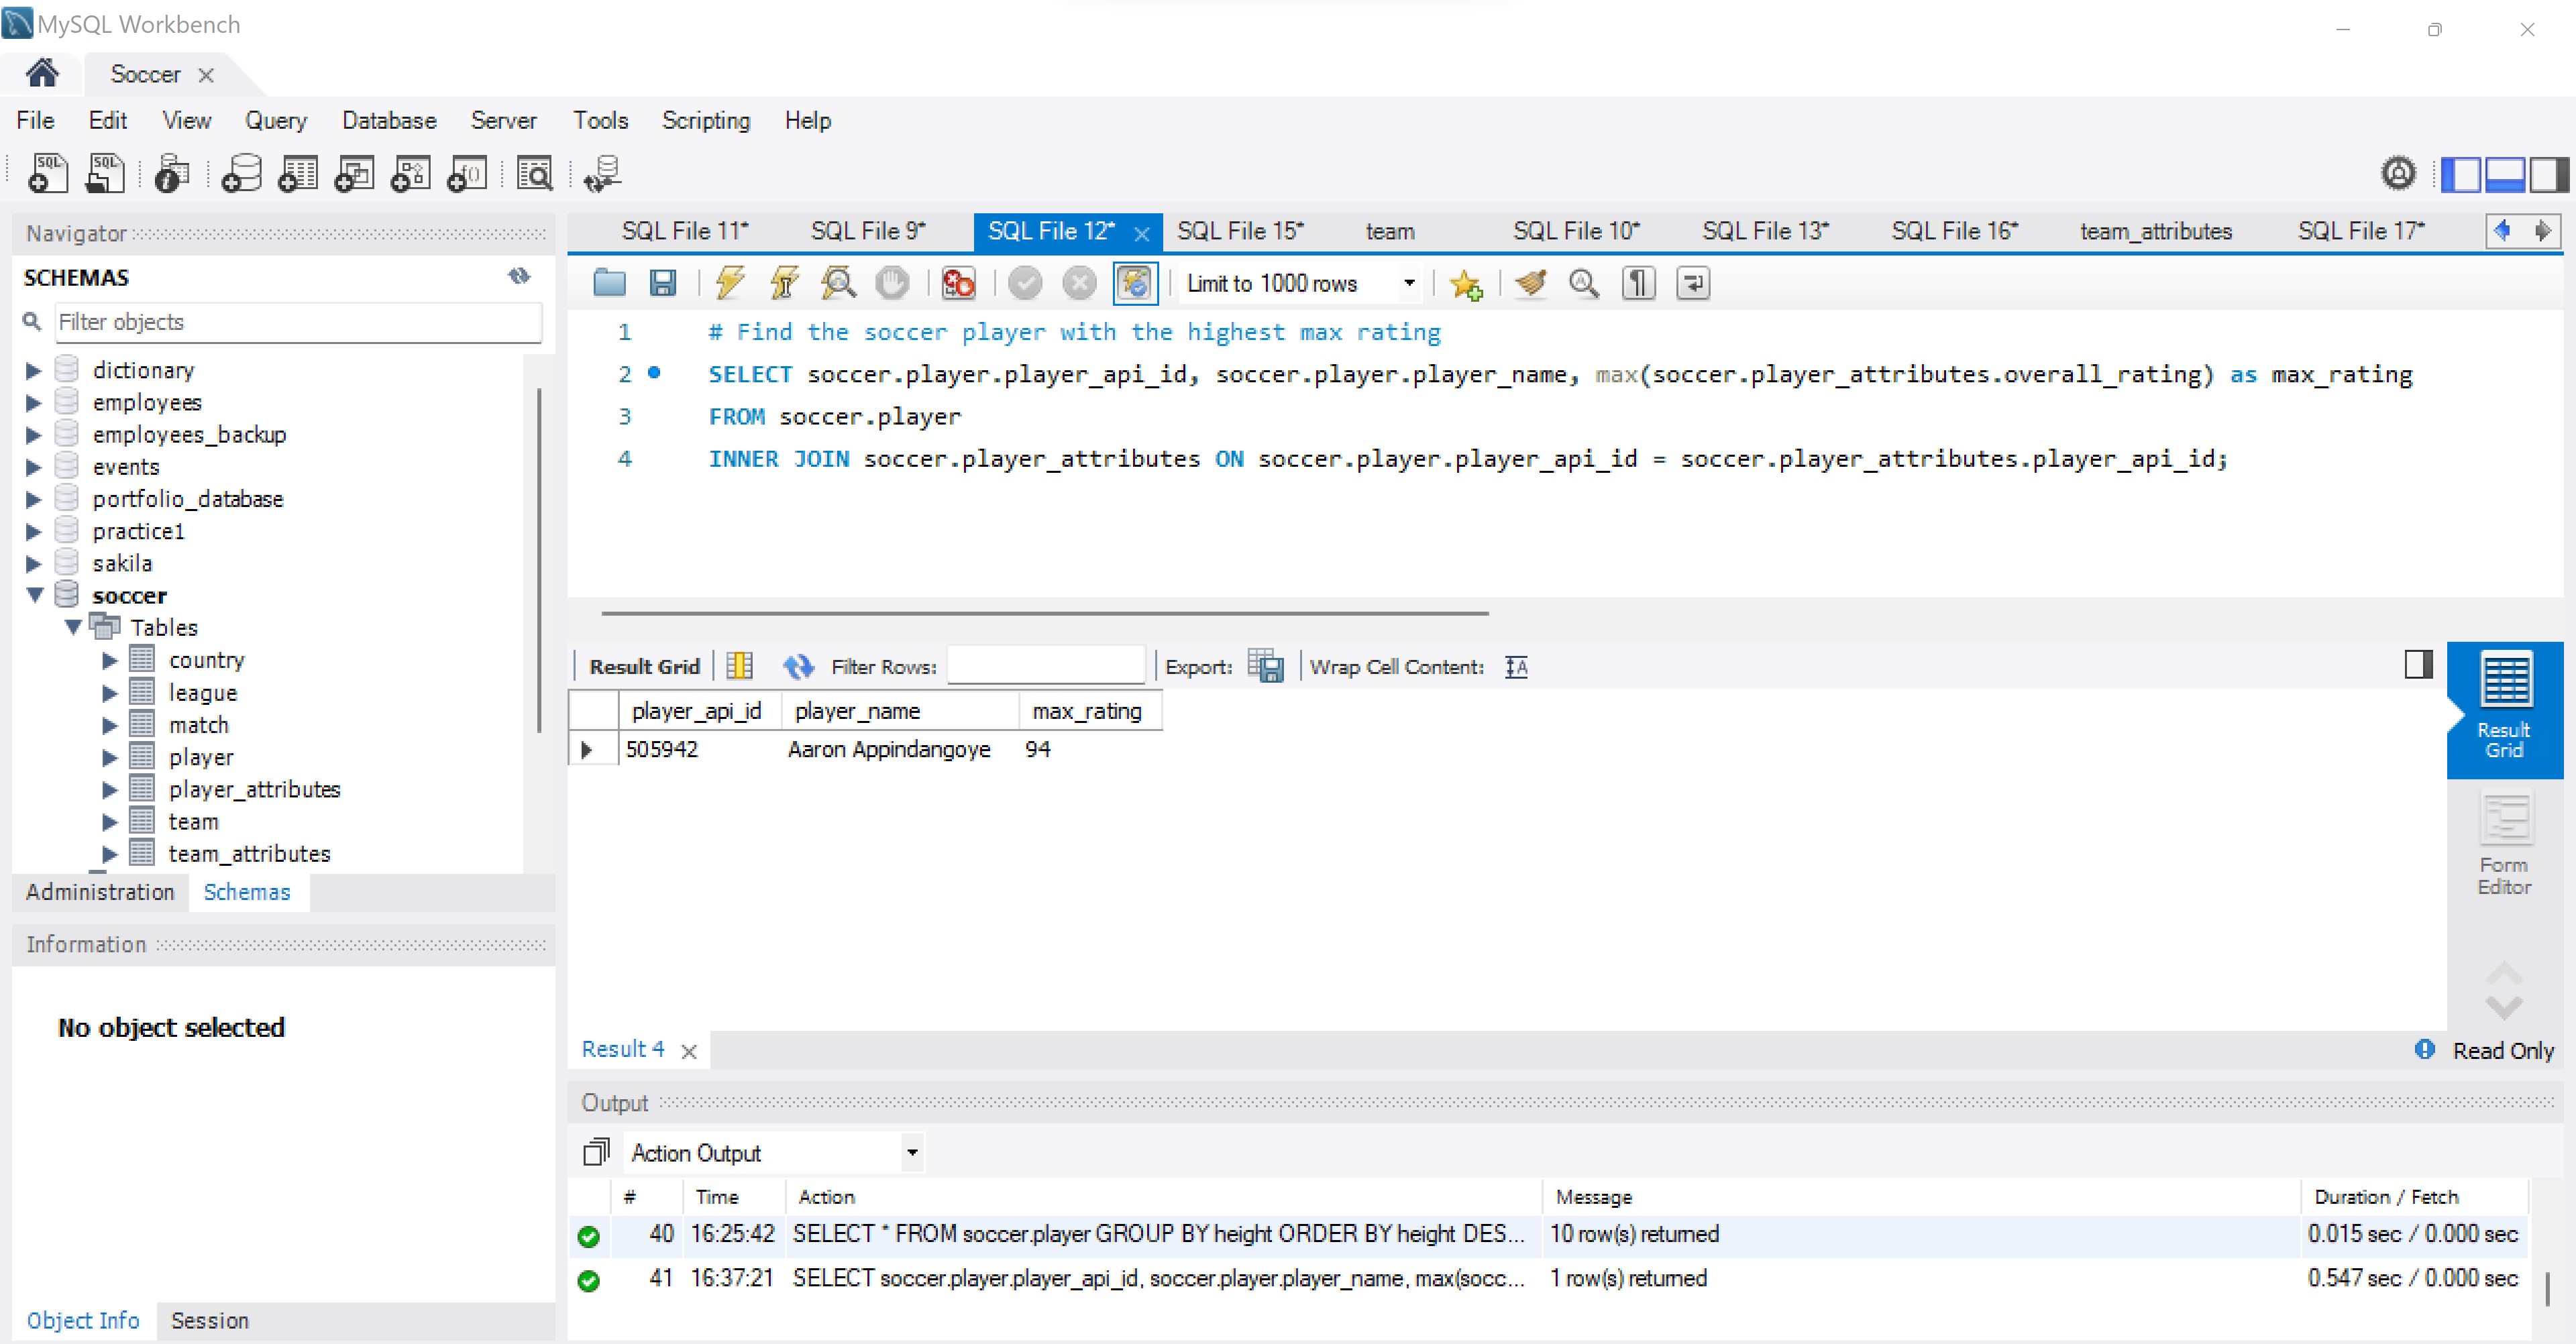 MySQL Workbench
Soccer
File Edit View Query Database Server Tools Scripting Help
Navigator
SCHEMAS
Filter objects
dictionary
employees
employees_backup
events
portfolio_database
practice1
sakila
soccer
Tables
country
league
match
player
player_attributes
team
team_attributes
Administration Schemas
Information
No object selected
Object Info Session
SQL File 11* SQL File 9* SQL File 12* SQL File 15* team SQL File 10* SQL File 13* SQL File 16* team_attributes SQL File 17*
Limit to 1000 rows
1 # Find the soccer player with the highest max rating
2 SELECT soccer.player.player_api_id, soccer.player.player_name, max(soccer.player_attributes.overall_rating) as max_rating
3 FROM soccer.player
4 INNER JOIN soccer.player_attributes ON soccer.player.player_api_id = soccer.player_attributes.player_api_id;
Result Grid Filter Rows: Export: Wrap Cell Content:
player_api_id player_name max_rating
505942 Aaron Appindangoye 94
Result
Grid
Form
Editor
Result 4
Read Only
Output
Action Output
# Time Action Message Duration / Fetch
40 16:25:42 SELECT * FROM soccer.player GROUP BY height ORDER BY height DES... 10 row(s) returned 0.015 sec / 0.000 sec
41 16:37:21 SELECT soccer.player.player_api_id, soccer.player.player_name, max(socc... 1 row(s) returned 0.547 sec / 0.000 sec